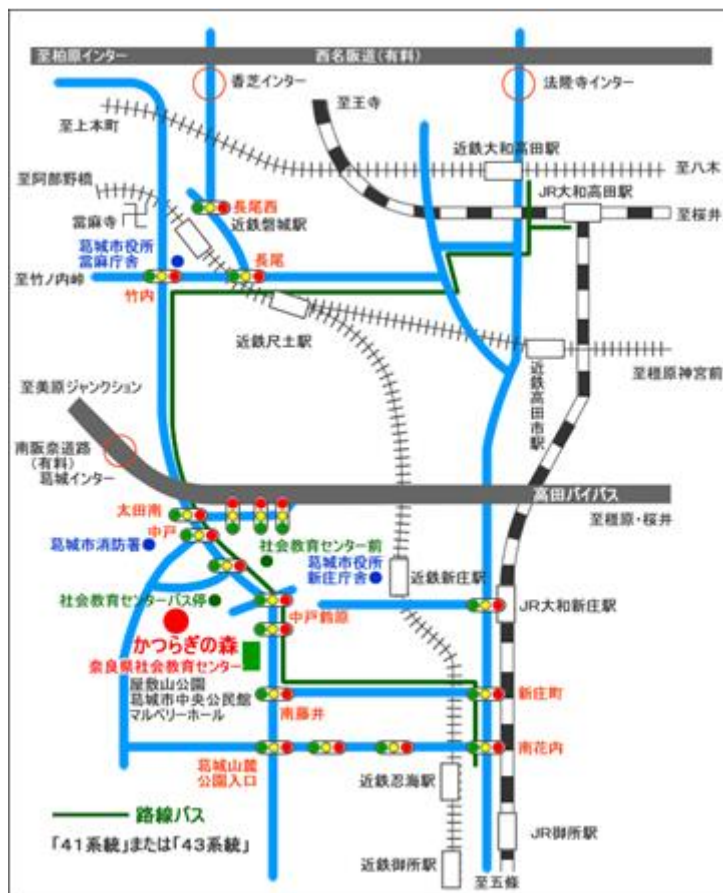 至柏原インター
西名阪道(有料)
香芝インター
法隆寺インター
至王寺
至上本町
近鉄大和高田駅
至八木
至阿部野橋
JR大和高田駅
當麻寺
長尾西
近鉄磐城駅
至桜井
葛城市役所
當麻庁舎
長尾
至竹ノ内峠
竹内
近鉄尺土駅
近鉄高田市駅
至橿原神宮前
至美原ジャンクション
南阪奈道路
(有料)
葛城インター
高田バイパス
太田南
至橿原・桜井
中戸
葛城市消防署
社会教育センター前
葛城市役所
新庄庁舎
近鉄新庄駅
社会教育センターバス停
中戸鶴原
JR大和新庄駅
かつらぎの森
奈良県社会教育センター
屋敷山公園
葛城市中央公民館
マルベリーホール
南藤井
新庄町
葛城山麓
公園入口
南花内
近鉄忍海駅
路線バス
「41系統」または「43系統」
JR御所駅
近鉄御所駅
至五條